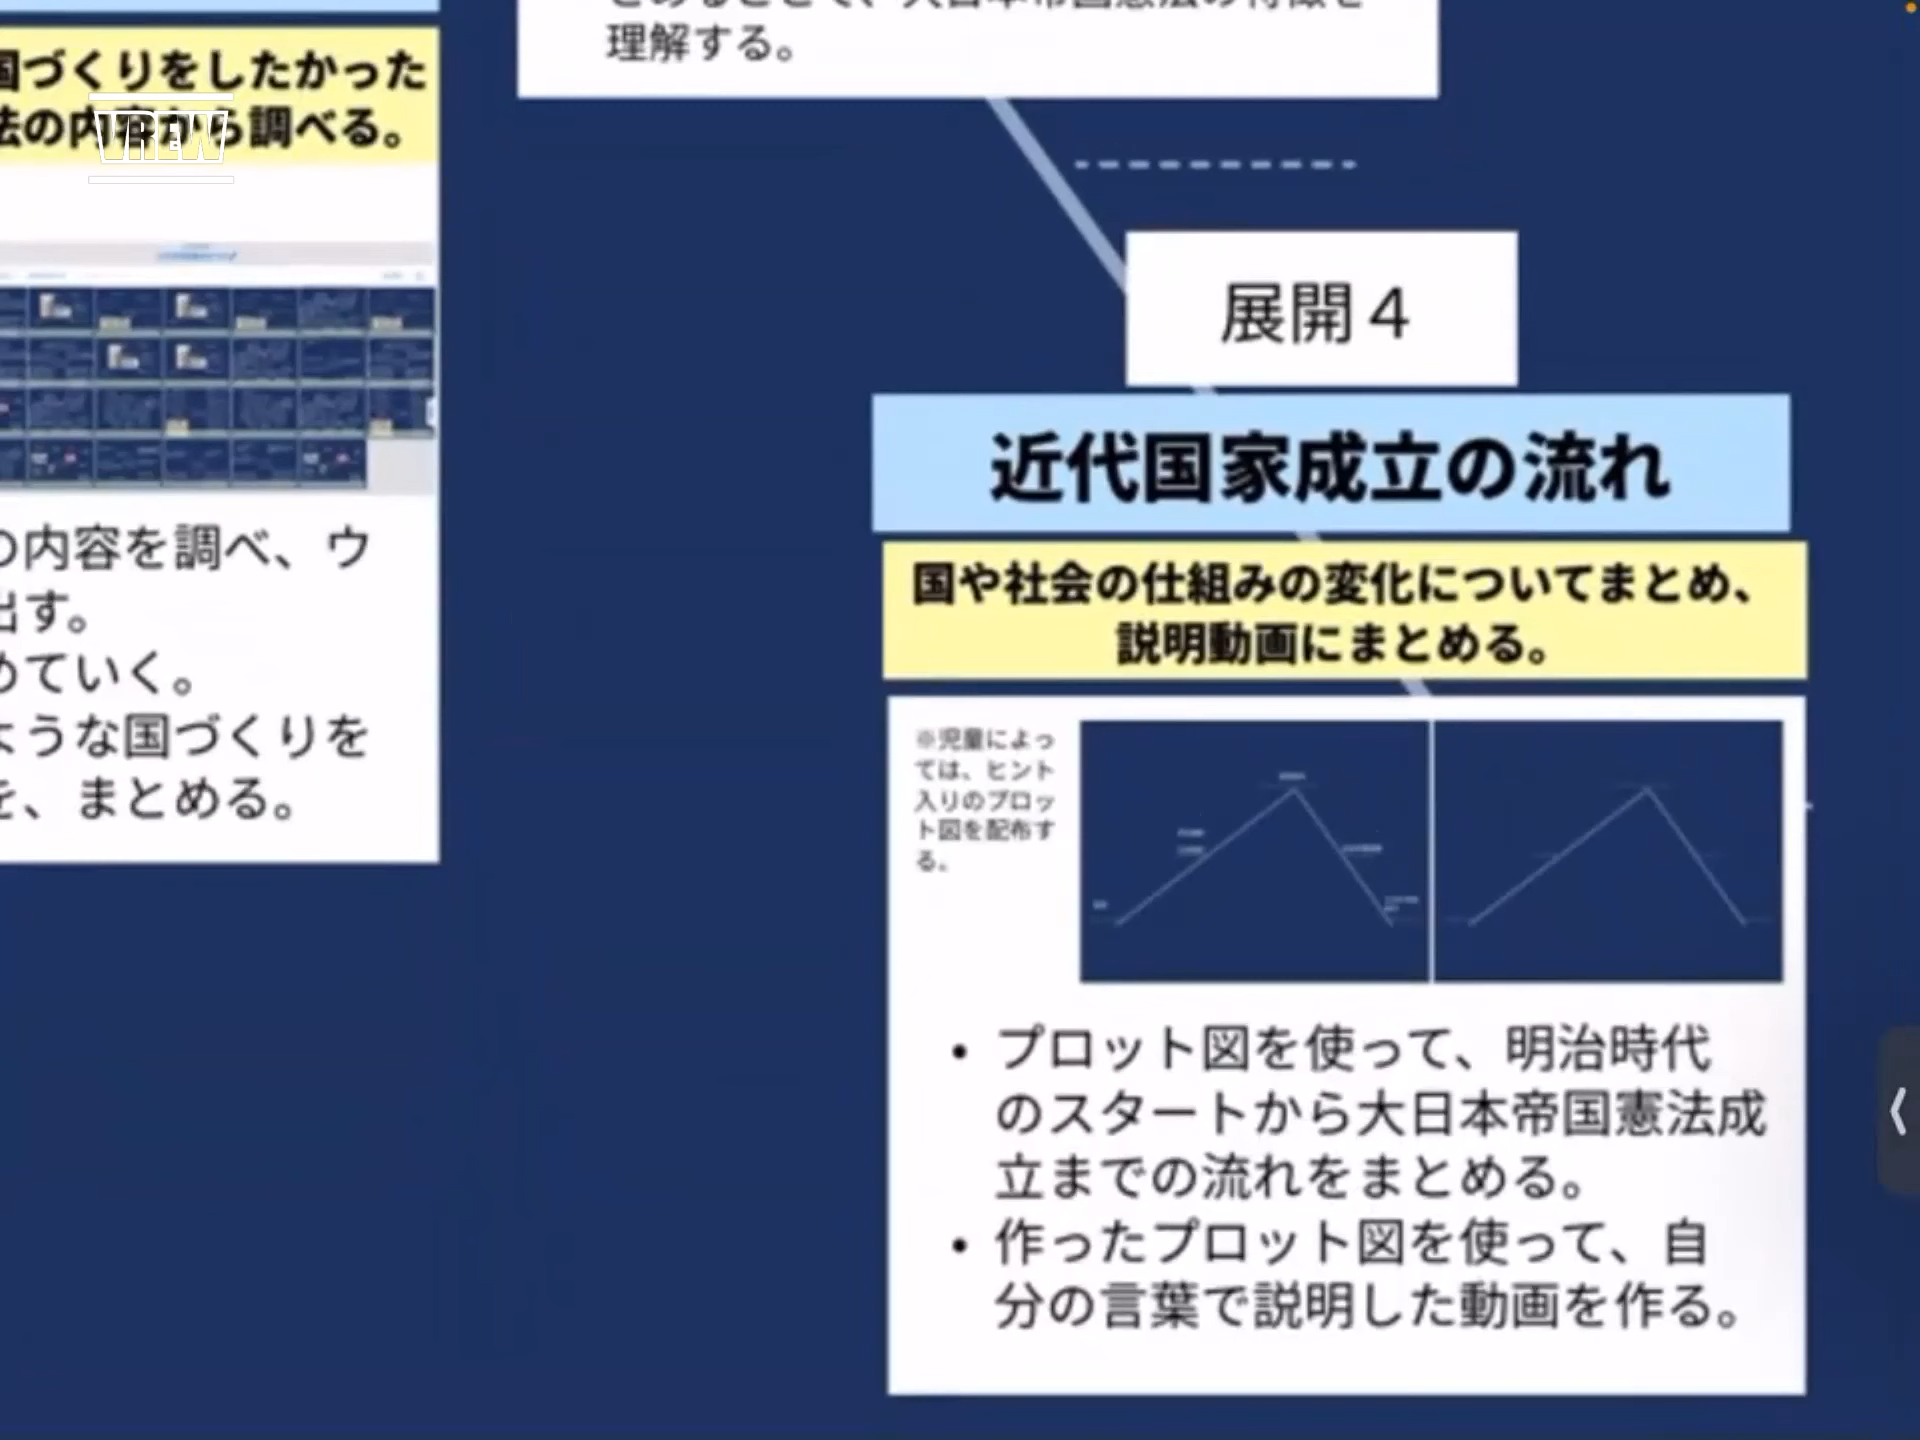 国づくりをしたかった
法の内容から調べる。
VREW
の内容を調べ、ウ
出す。
めていく。
ような国づくりを
を、まとめる。
理解する。
展開４
近代国家成立の流れ
国や社会の仕組みの変化についてまとめ、
説明動画にまとめる。
※児童によっ
ては、ヒント
入りのプロッ
ト図を配布す
る。
・プロット図を使って、明治時代
のスタートから大日本帝国憲法成
立までの流れをまとめる。
・作ったプロット図を使って、自
分の言葉で説明した動画を作る。